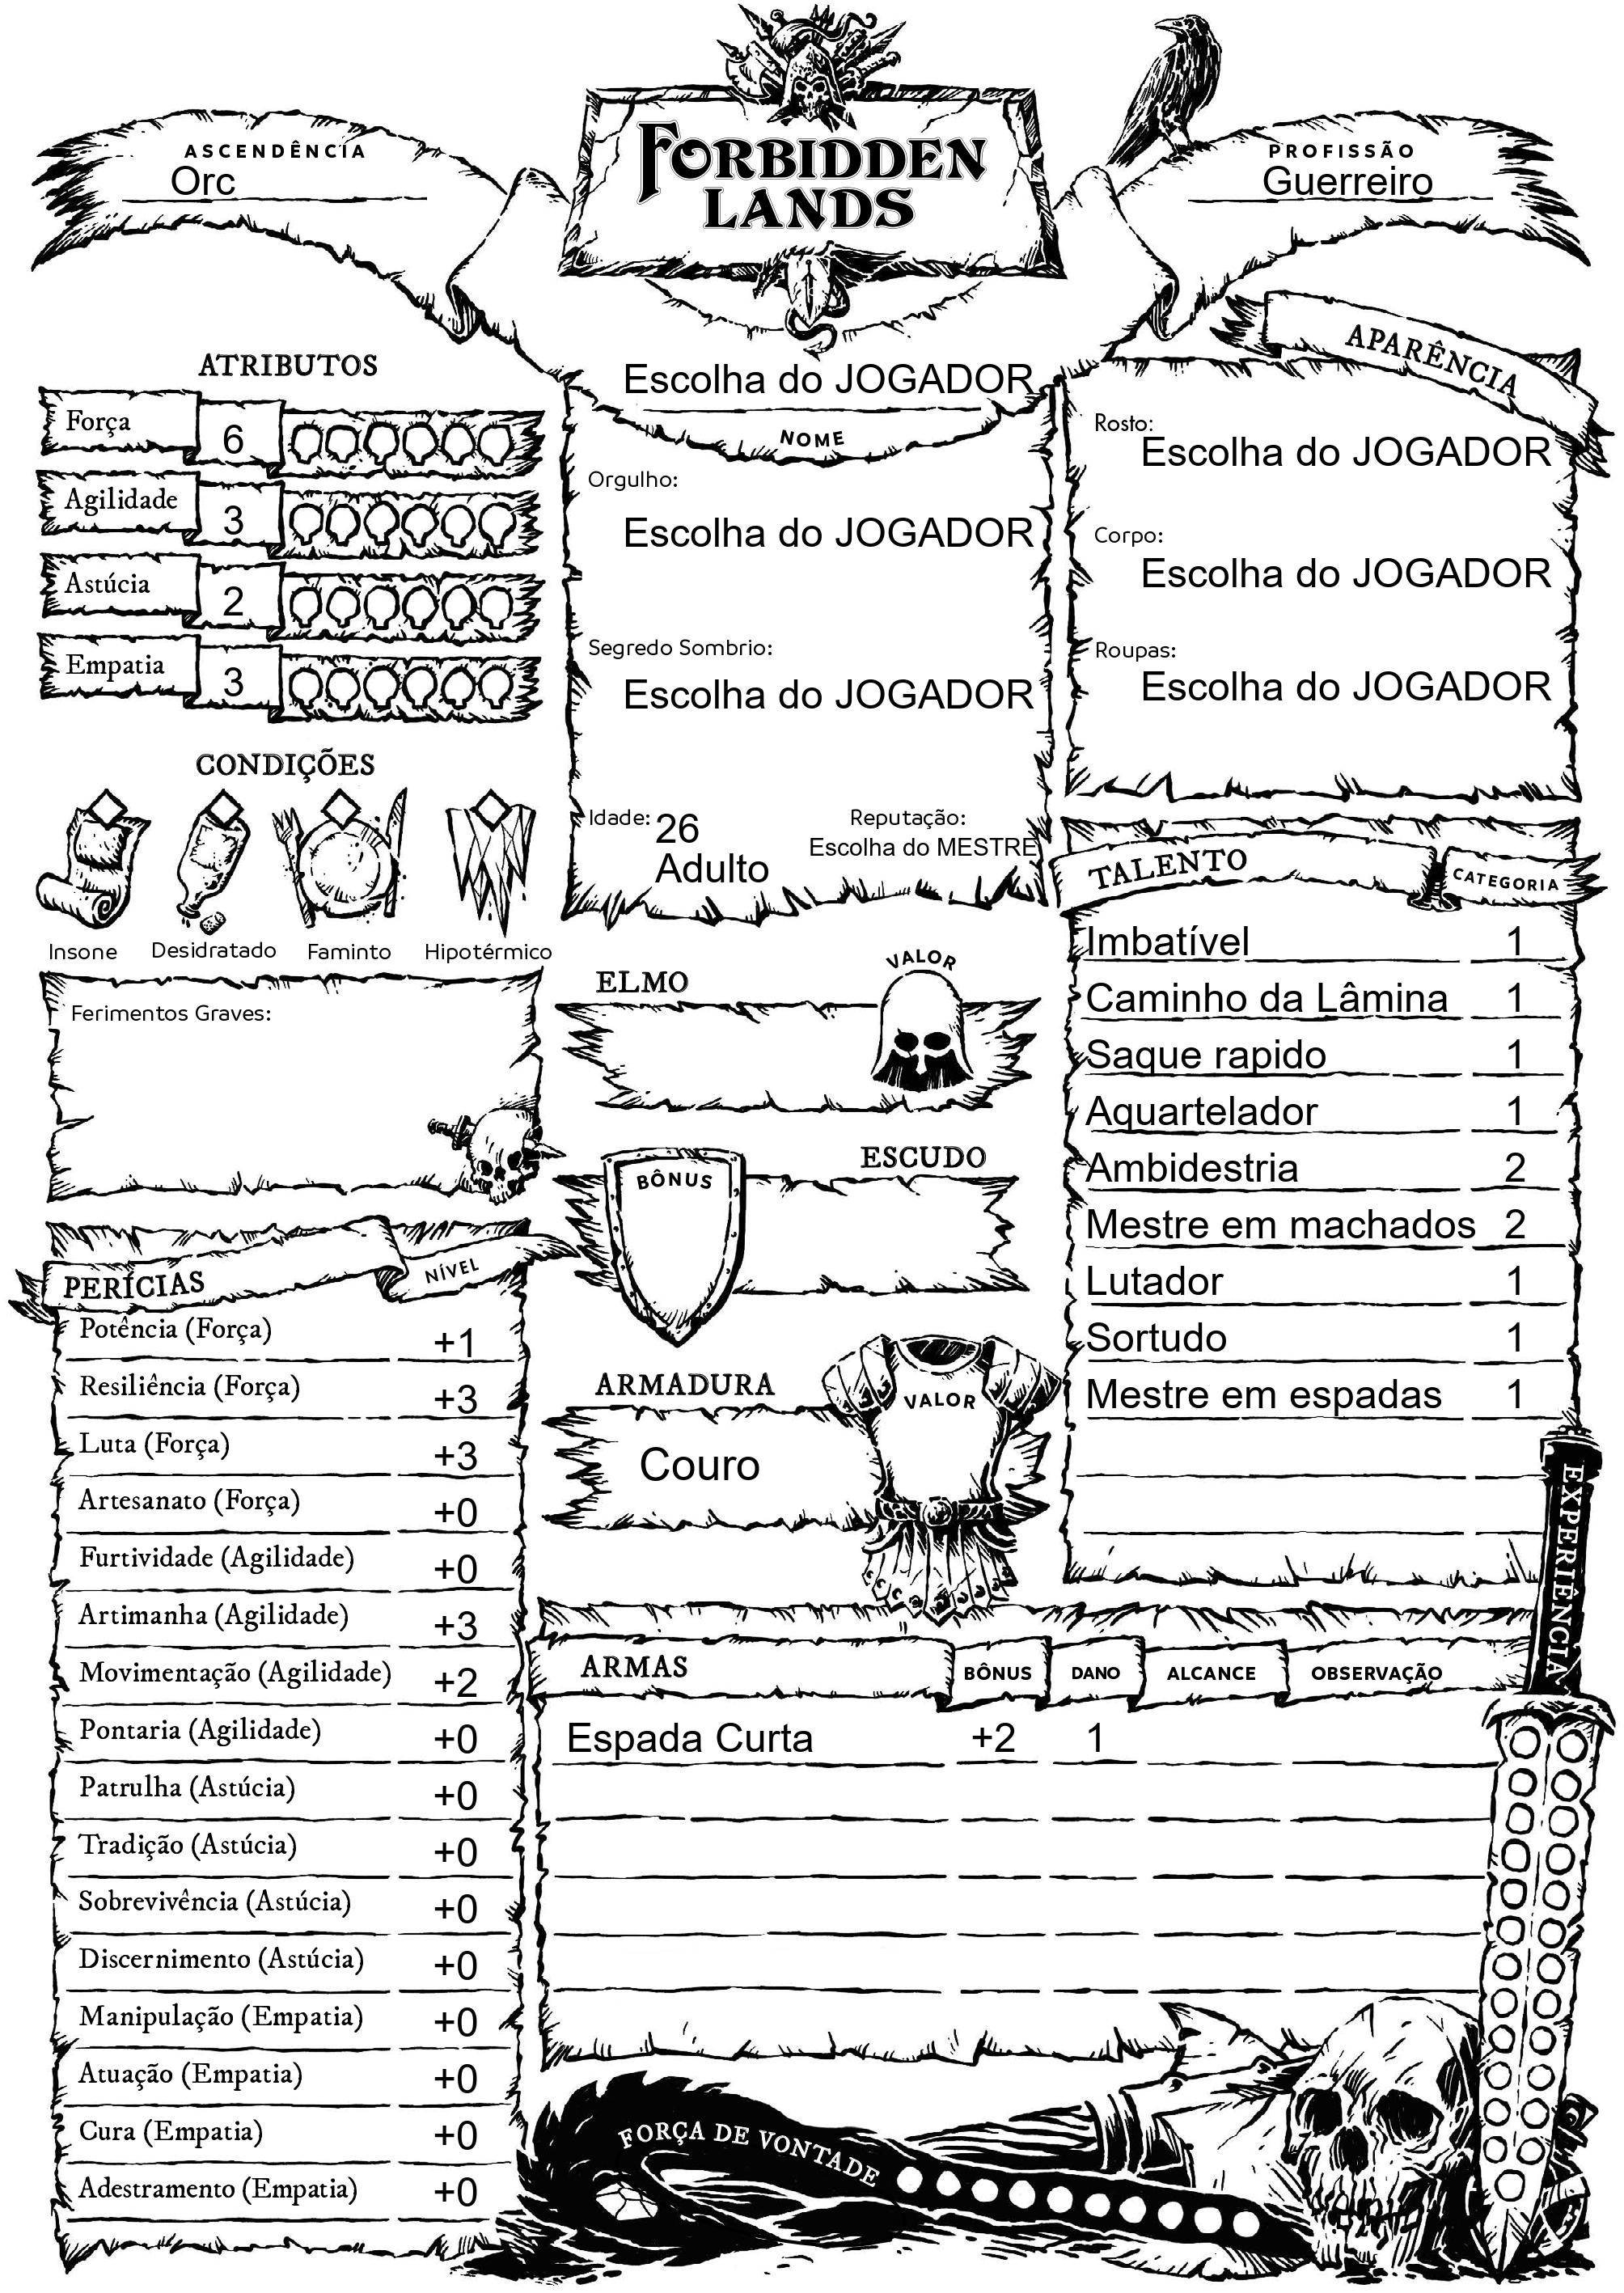 FORBIDDEN
LANDS
ASCENDÊNCIA
Orc
PROFISSÃO
Guerreiro
ATRIBUTOS
Força 6
Agilidade 3
Astúcia 2
Empatia 3
CONDIÇÕES
Insone Desidratado Faminto Hipotérmico
Ferimentos Graves:
PERÍCIAS NÍVEL
Potência (Força) +1
Resiliência (Força) +3
Luta (Força) +3
Artesanato (Força) +0
Furtividade (Agilidade) +0
Artimanha (Agilidade) +3
Movimentação (Agilidade) +2
Pontaria (Agilidade) +0
Patrulha (Astúcia) +0
Tradição (Astúcia) +0
Sobrevivência (Astúcia) +0
Discernimento (Astúcia) +0
Manipulação (Empatia) +0
Atuação (Empatia) +0
Cura (Empatia) +0
Adestramento (Empatia) +0
Escolha do JOGADOR
NOME
Orgulho:
Escolha do JOGADOR
Segredo Sombrio:
Escolha do JOGADOR
Idade: 26
Adulto
Reputação:
Escolha do MESTRE
ELMO VALOR
ESCUDO
BÔNUS
ARMADURA VALOR
Couro
APARÊNCIA
Rosto:
Escolha do JOGADOR
Corpo:
Escolha do JOGADOR
Roupas:
Escolha do JOGADOR
TALENTO CATEGORIA
Imbatível 1
Caminho da Lâmina 1
Saque rapido 1
Aquartelador 1
Ambidestria 2
Mestre em machados 2
Lutador 1
Sortudo 1
Mestre em espadas 1
EXPERIÊNCIA
ARMAS BÔNUS DANO ALCANCE OBSERVAÇÃO
Espada Curta +2 1
FORÇA DE VONTADE